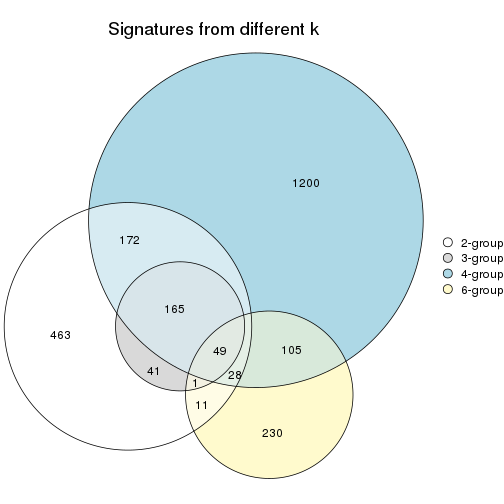 Signatures from different k
1200
172
2-group
3-group
4-group
6-group
165
463
49
105
41
28
1
11
230